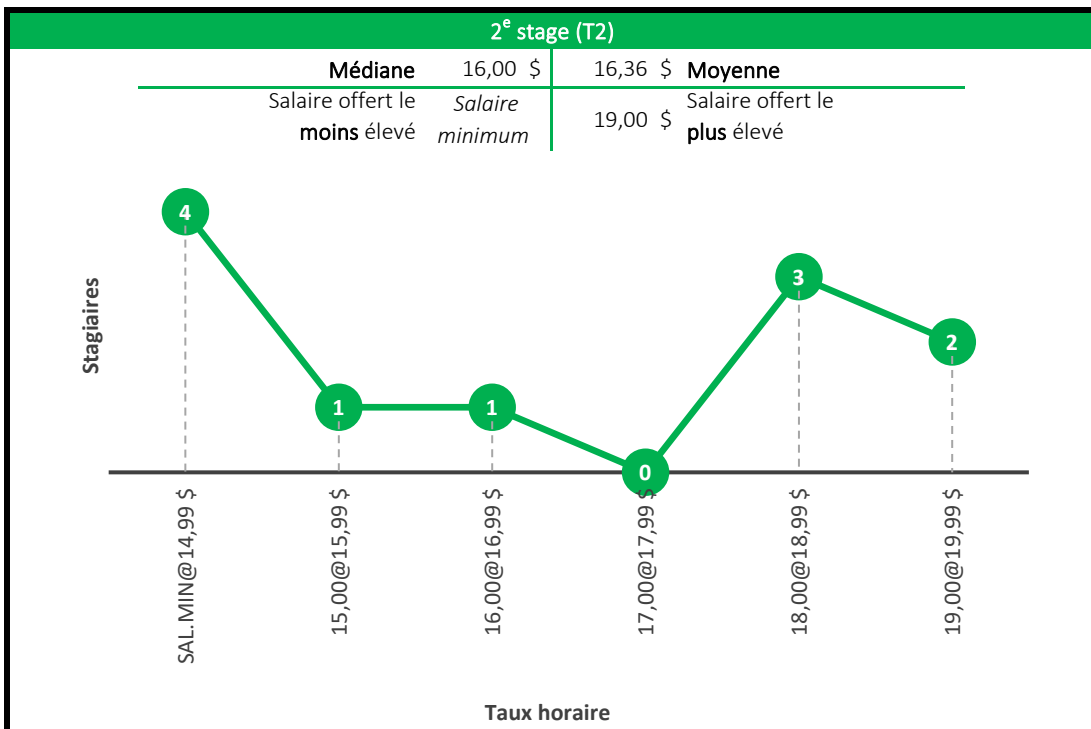 2e stage (T2)
Médiane 16,00 $ 16,36 $ Moyenne
Salaire offert le moins élevé Salaire minimum 19,00 $ Salaire offert le plus élevé
4
1
1
0
3
2
Stagiaires
SAL.MIN@14,99 $
15,00@15,99 $
16,00@16,99 $
17,00@17,99 $
18,00@18,99 $
19,00@19,99 $
Taux horaire